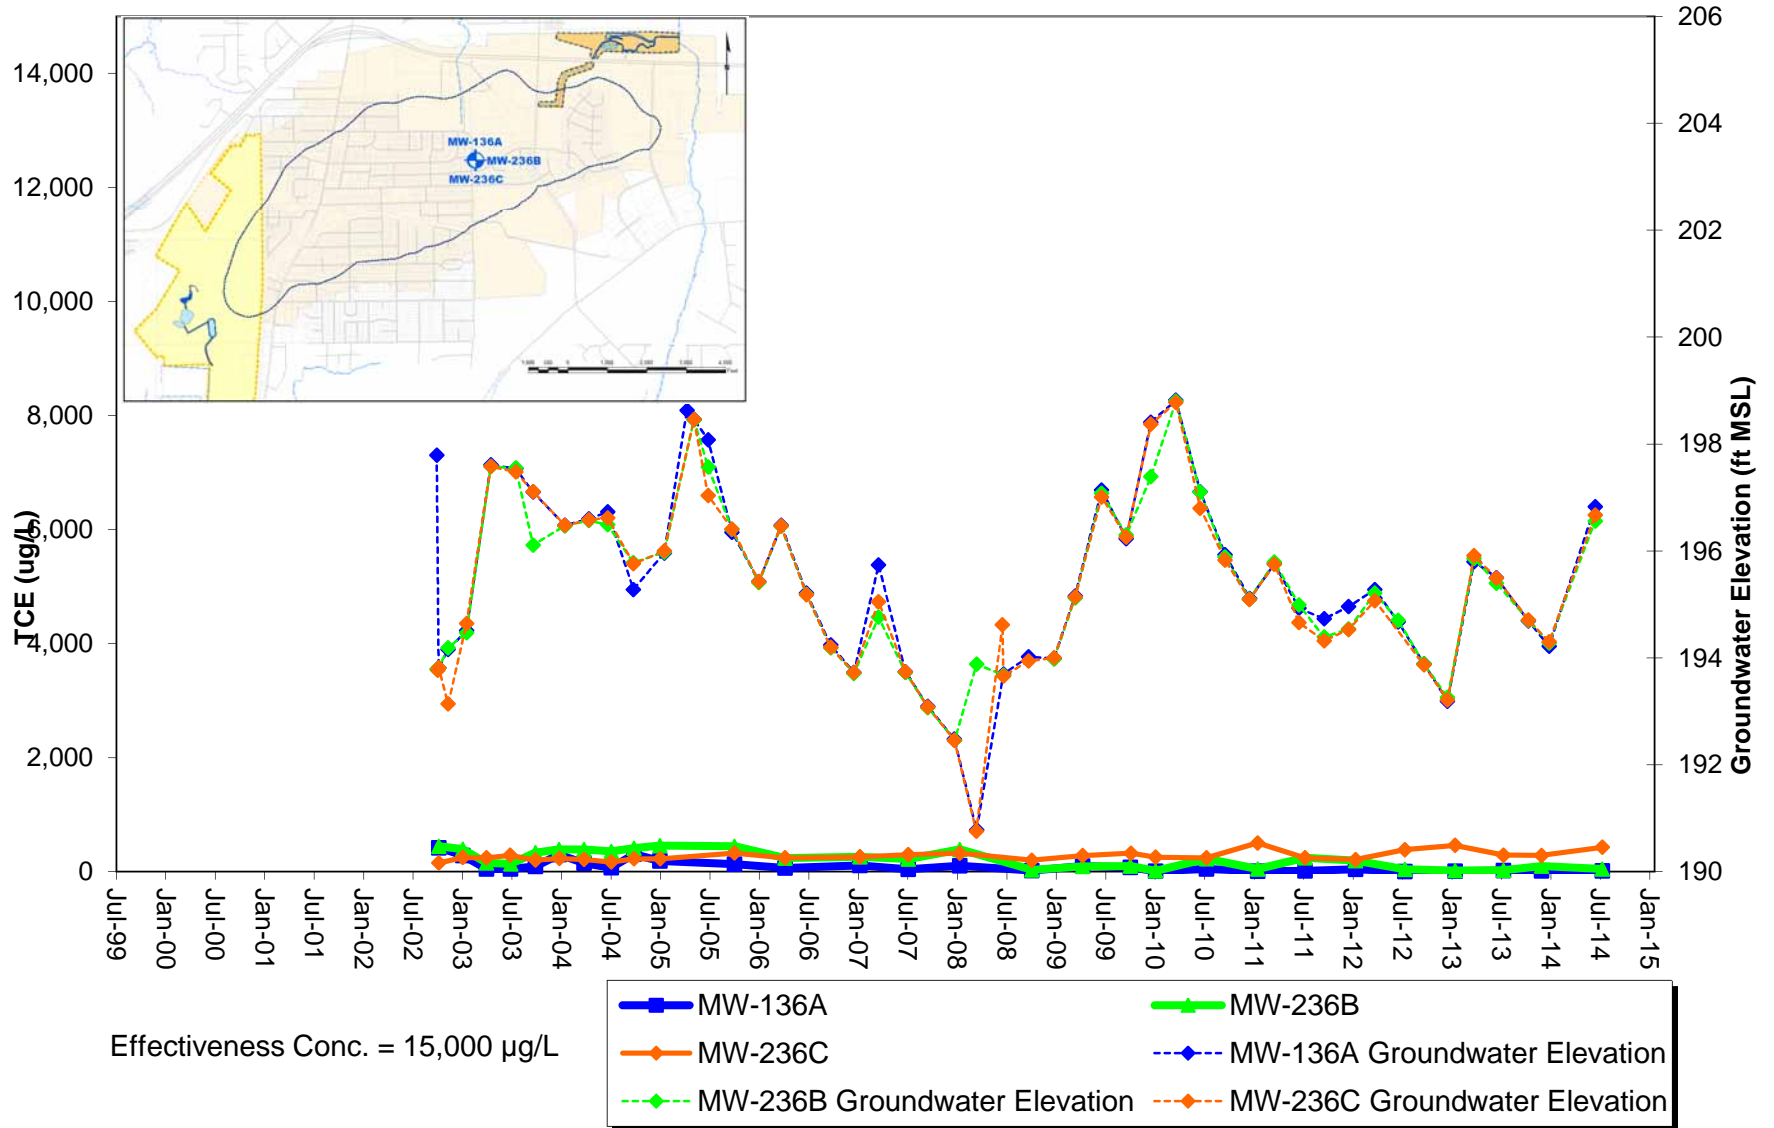 206
14,000
204
MW-136A
MW-236B
MW-236C
12,000
202
10,000
200
8,000
198
6,000
196
4,000
194
2,000
192
0
190
TCE (ug/L)
Groundwater Elevation (ft MSL)
Jul-99
Jan-00
Jul-00
Jan-01
Jul-01
Jan-02
Jul-02
Jan-03
Jul-03
Jan-04
Jul-04
Jan-05
Jul-05
Jan-06
Jul-06
Jan-07
Jul-07
Jan-08
Jul-08
Jan-09
Jul-09
Jan-10
Jul-10
Jan-11
Jul-11
Jan-12
Jul-12
Jan-13
Jul-13
Jan-14
Jul-14
Jan-15
Effectiveness Conc. = 15,000 µg/L
MW-136A
MW-236B
MW-236C
MW-136A Groundwater Elevation
MW-236B Groundwater Elevation
MW-236C Groundwater Elevation